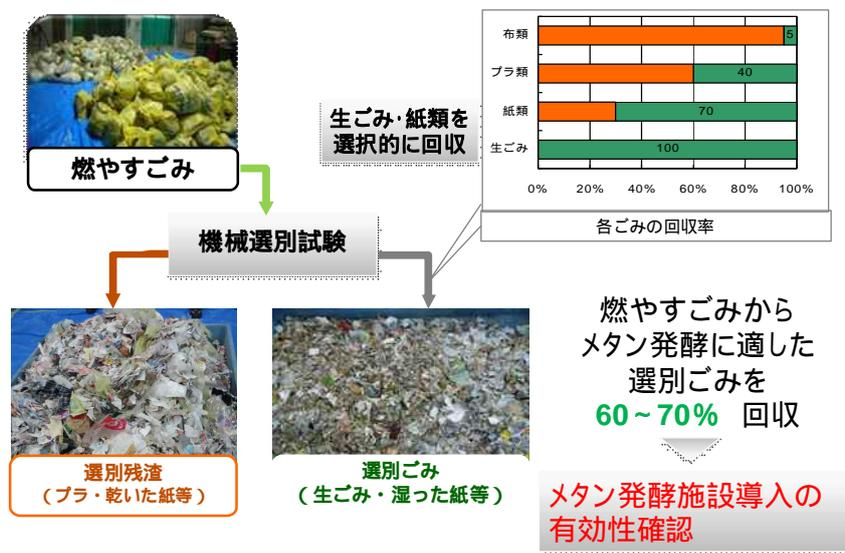 燃やすごみ
生ごみ・紙類を
選択的に回収
布類
5
プラ類
40
紙類
70
生ごみ
100
0% 20% 40% 60% 80% 100%
各ごみの回収率
機械選別試験
選別残渣
（プラ・乾いた紙等）
選別ごみ
（生ごみ・湿った紙等）
燃やすごみから
メタン発酵に適した
選別ごみを
60～70% 回収
メタン発酵施設導入の
有効性確認